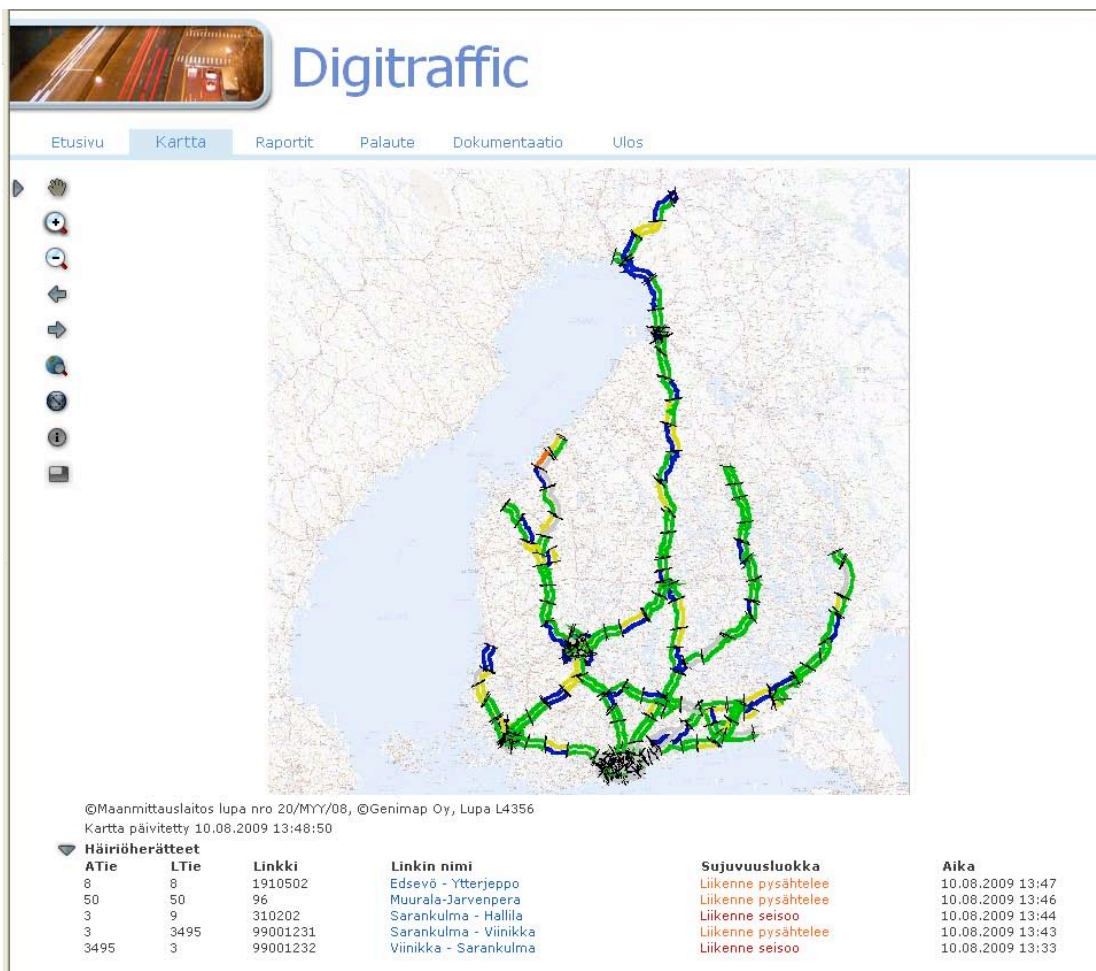 Digitraffic
Etusivu Kartta Raportit Palaute Dokumentaatio Ulos
©Maanmittauslaitos lupa nro 20/MYY/08, ©Genimap Oy, Lupa L4356
Kartta päivitetty 10.08.2009 13:48:50
Häiriöherätteet
ATie LTie Linkki Linkin nimi Sujuvuusluokka Aika
8 8 1910502 Edsevö - Ytterjeppo Liikenne pysähtelee 10.08.2009 13:47
50 50 96 Muurala-Jarvenpera Liikenne pysähtelee 10.08.2009 13:46
3 9 310202 Sarankulma - Hallila Liikenne seisoo 10.08.2009 13:44
3 3495 99001231 Sarankulma - Viinikka Liikenne pysähtelee 10.08.2009 13:43
3495 3 99001232 Viinikka - Sarankulma Liikenne seisoo 10.08.2009 13:33